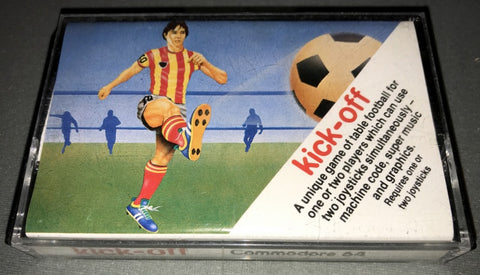 kick-off
A unique game of table football for
one or two players which can use
two joysticks simultaneously –
machine code, super music
and graphics.
Requires one or
two joysticks
kick-off Commodore 64